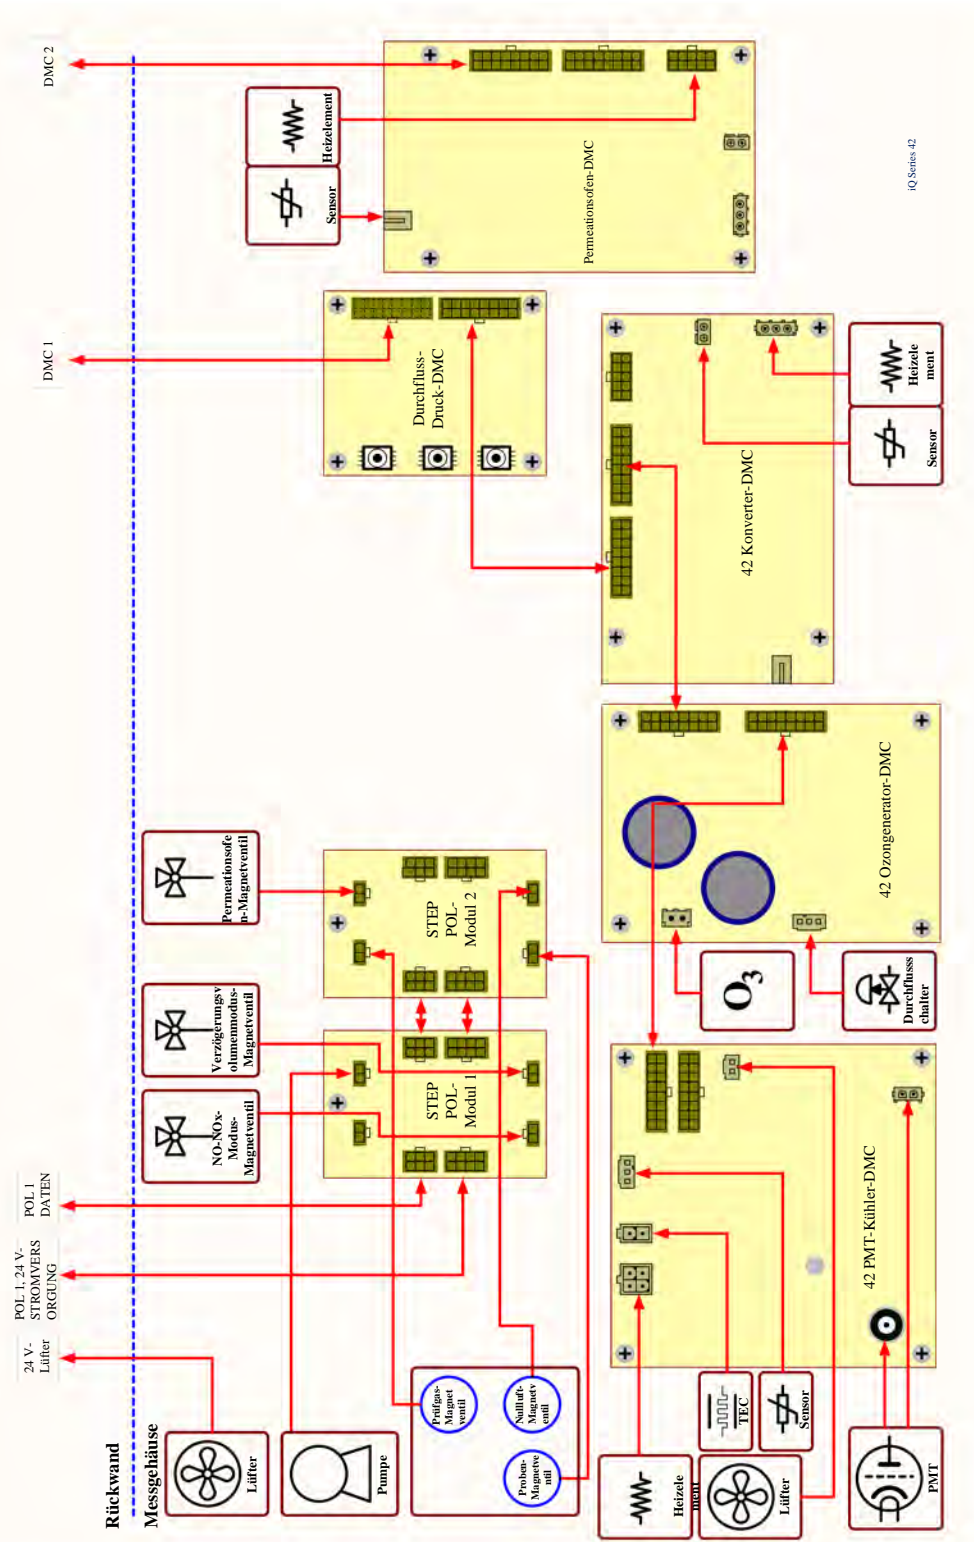 Rückwand
Messgehäuse
24 V-
Lüfter
POL 1, 24 V-
STROMVERS
ORGUNG
POL 1
DATEN
DMC 1
DMC 2
Lüfter
Pumpe
NO-NOx-
Modus-
Magnetventil
Verzögerungsv
olumenmodus-
Magnetventil
Permeationsofe
n-Magnetventil
Prüfgas-
Magnet
ventil
Nullluft-
Magnetv
entil
Proben-
Magnetve
ntil
STEP
POL-
Modul 1
STEP
POL-
Modul 2
Durchfluss-
Druck-DMC
Sensor
Heizelement
Permeationsofen-DMC
Heizele
ment
Lüfter
TEC
Sensor
PMT
42 PMT-Kühler-DMC
O3
Durchflusss
chalter
42 Ozongenerator-DMC
42 Konverter-DMC
Sensor
Heizele
ment
iQ Series 42